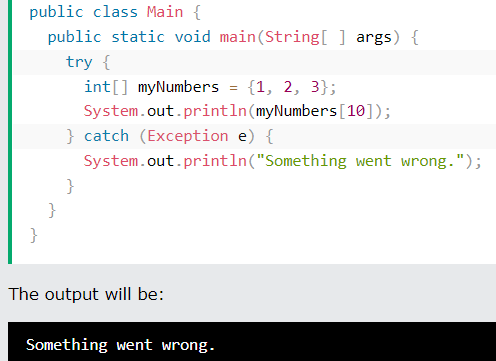 public class Main {
public static void main(String[ ] args) {
try {
int[] myNumbers = {1, 2, 3};
System.out.println(myNumbers[10]);
} catch (Exception e) {
System.out.println("Something went wrong.");
}
}
}
The output will be:
Something went wrong.